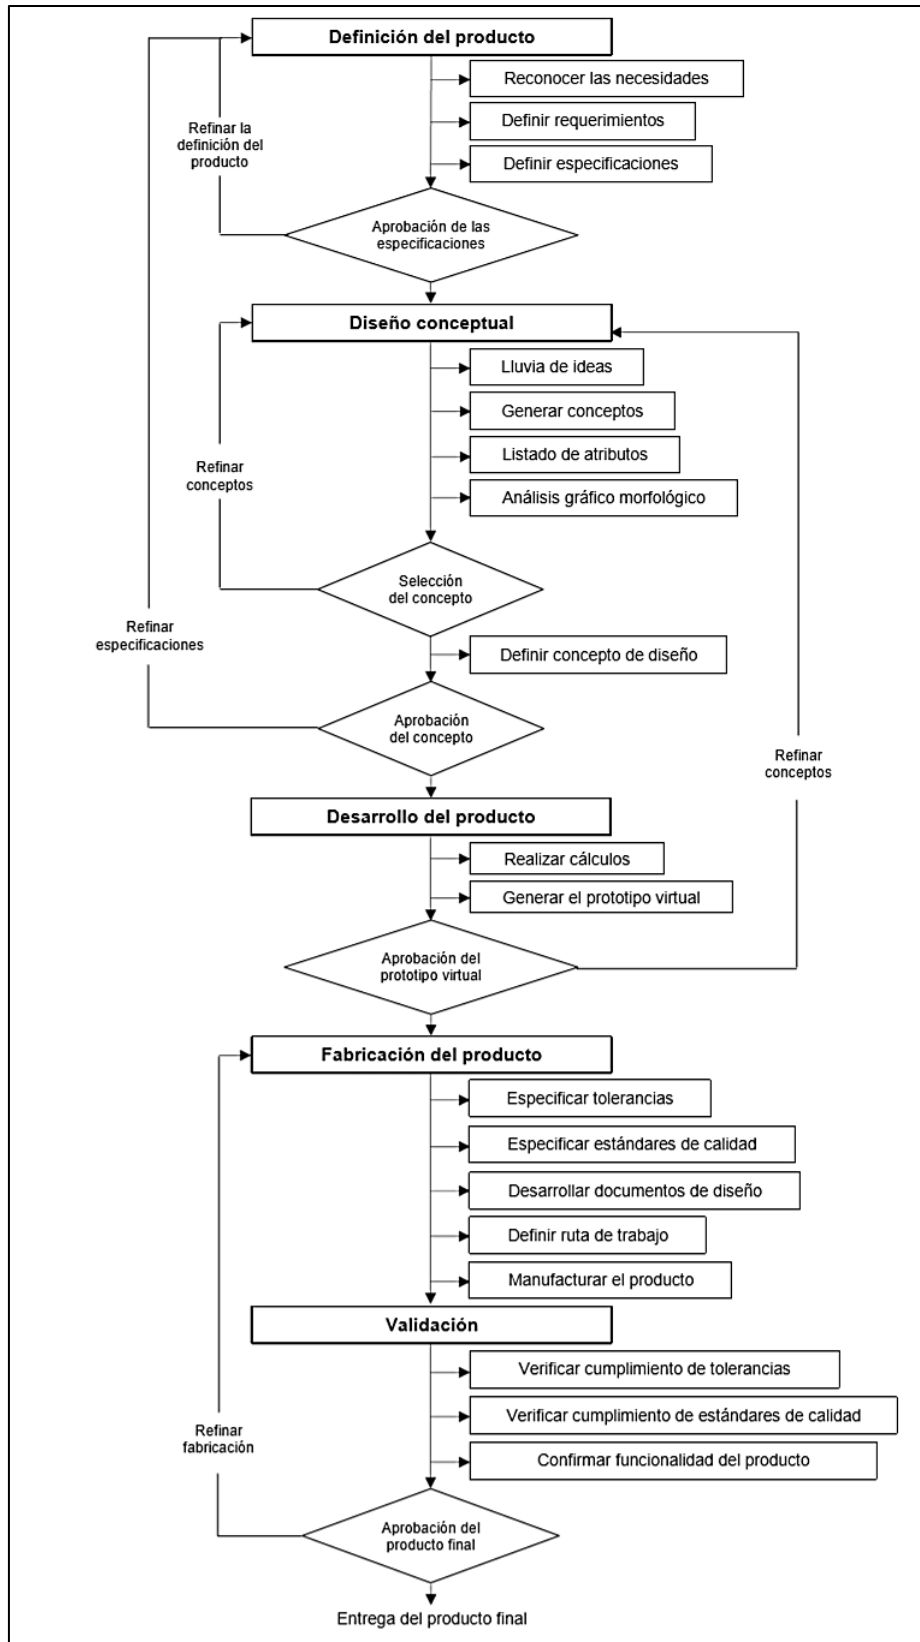 Definición del producto
Reconocer las necesidades
Definir requerimientos
Definir especificaciones
Refinar la
definición del
producto
Aprobación de las
especificaciones
Diseño conceptual
Lluvia de ideas
Generar conceptos
Listado de atributos
Análisis gráfico morfológico
Refinar
conceptos
Selección
del concepto
Refinar
especificaciones
Definir concepto de diseño
Aprobación
del concepto
Refinar
conceptos
Desarrollo del producto
Realizar cálculos
Generar el prototipo virtual
Aprobación del
prototipo virtual
Fabricación del producto
Especificar tolerancias
Especificar estándares de calidad
Desarrollar documentos de diseño
Definir ruta de trabajo
Manufacturar el producto
Validación
Verificar cumplimiento de tolerancias
Verificar cumplimiento de estándares de calidad
Confirmar funcionalidad del producto
Refinar
fabricación
Aprobación del
producto final
Entrega del producto final